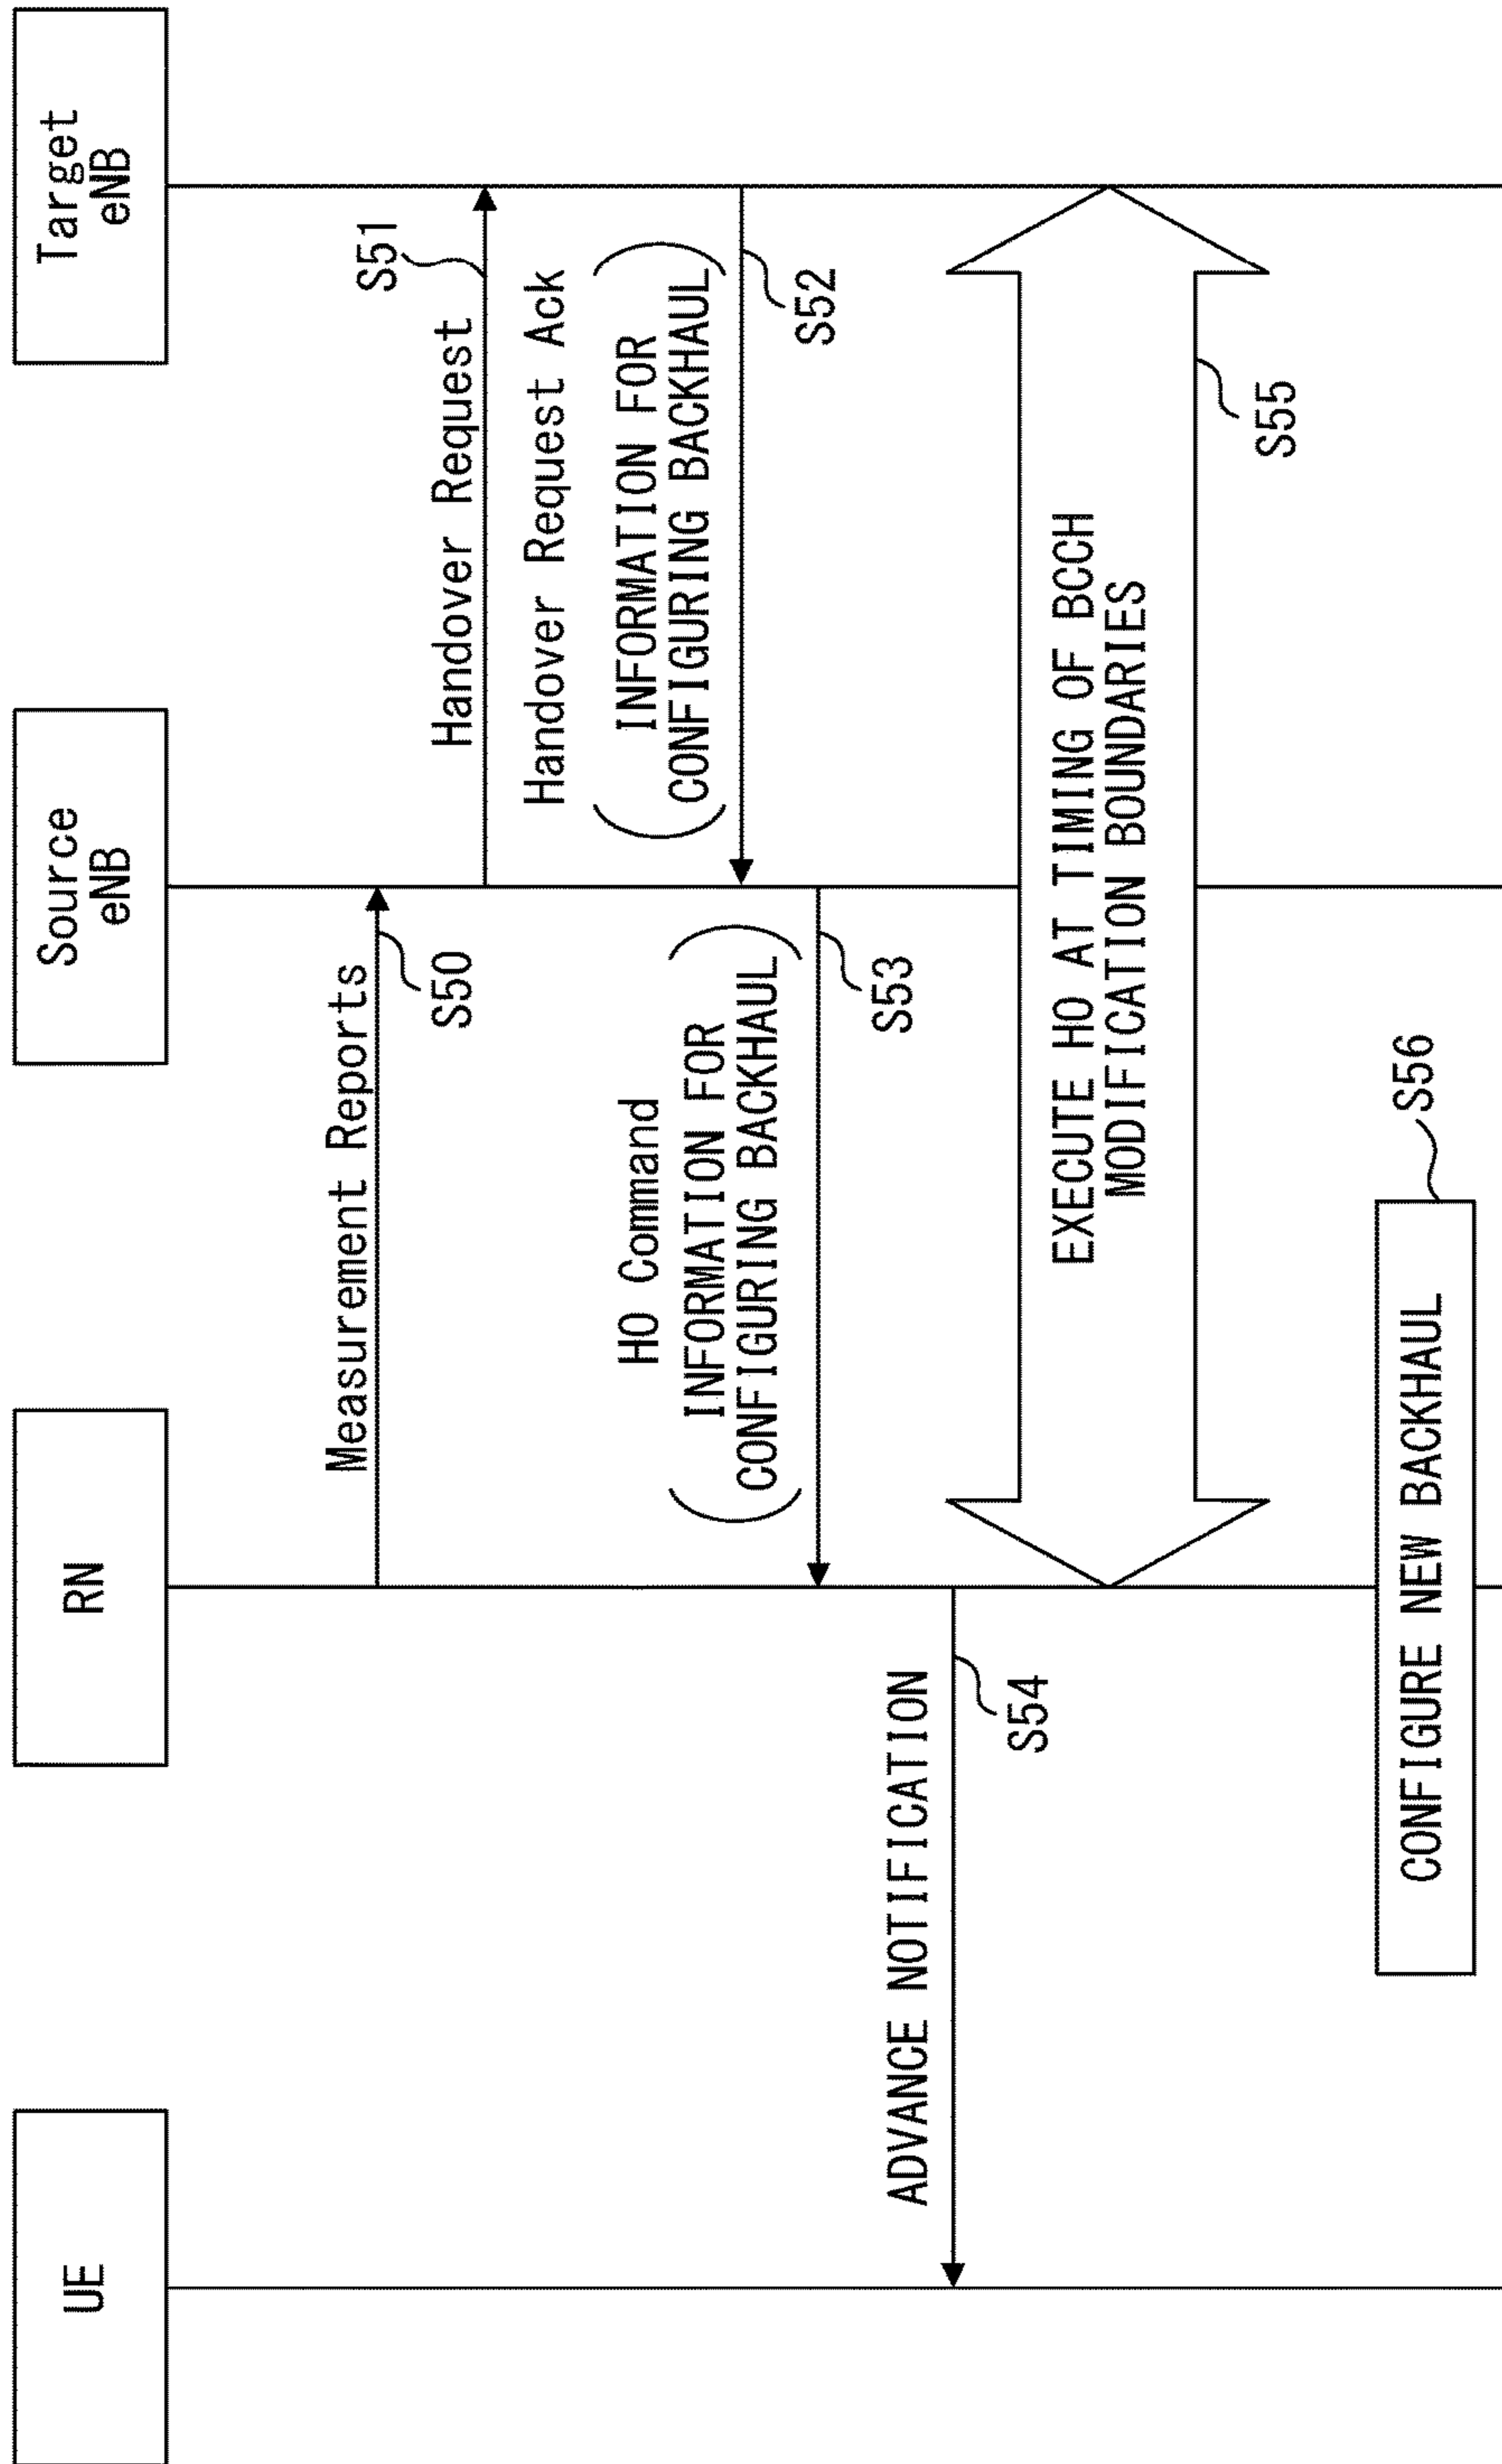 UE
RN
Source
eNB
Target
eNB
Measurement Reports
S50
Handover Request
S51
Handover Request Ack
(INFORMATION FOR
CONFIGURING BACKHAUL)
S52
HO Command
(INFORMATION FOR
CONFIGURING BACKHAUL)
S53
ADVANCE NOTIFICATION
S54
EXECUTE HO AT TIMING OF BCCH
MODIFICATION BOUNDARIES
S55
CONFIGURE NEW BACKHAUL
S56